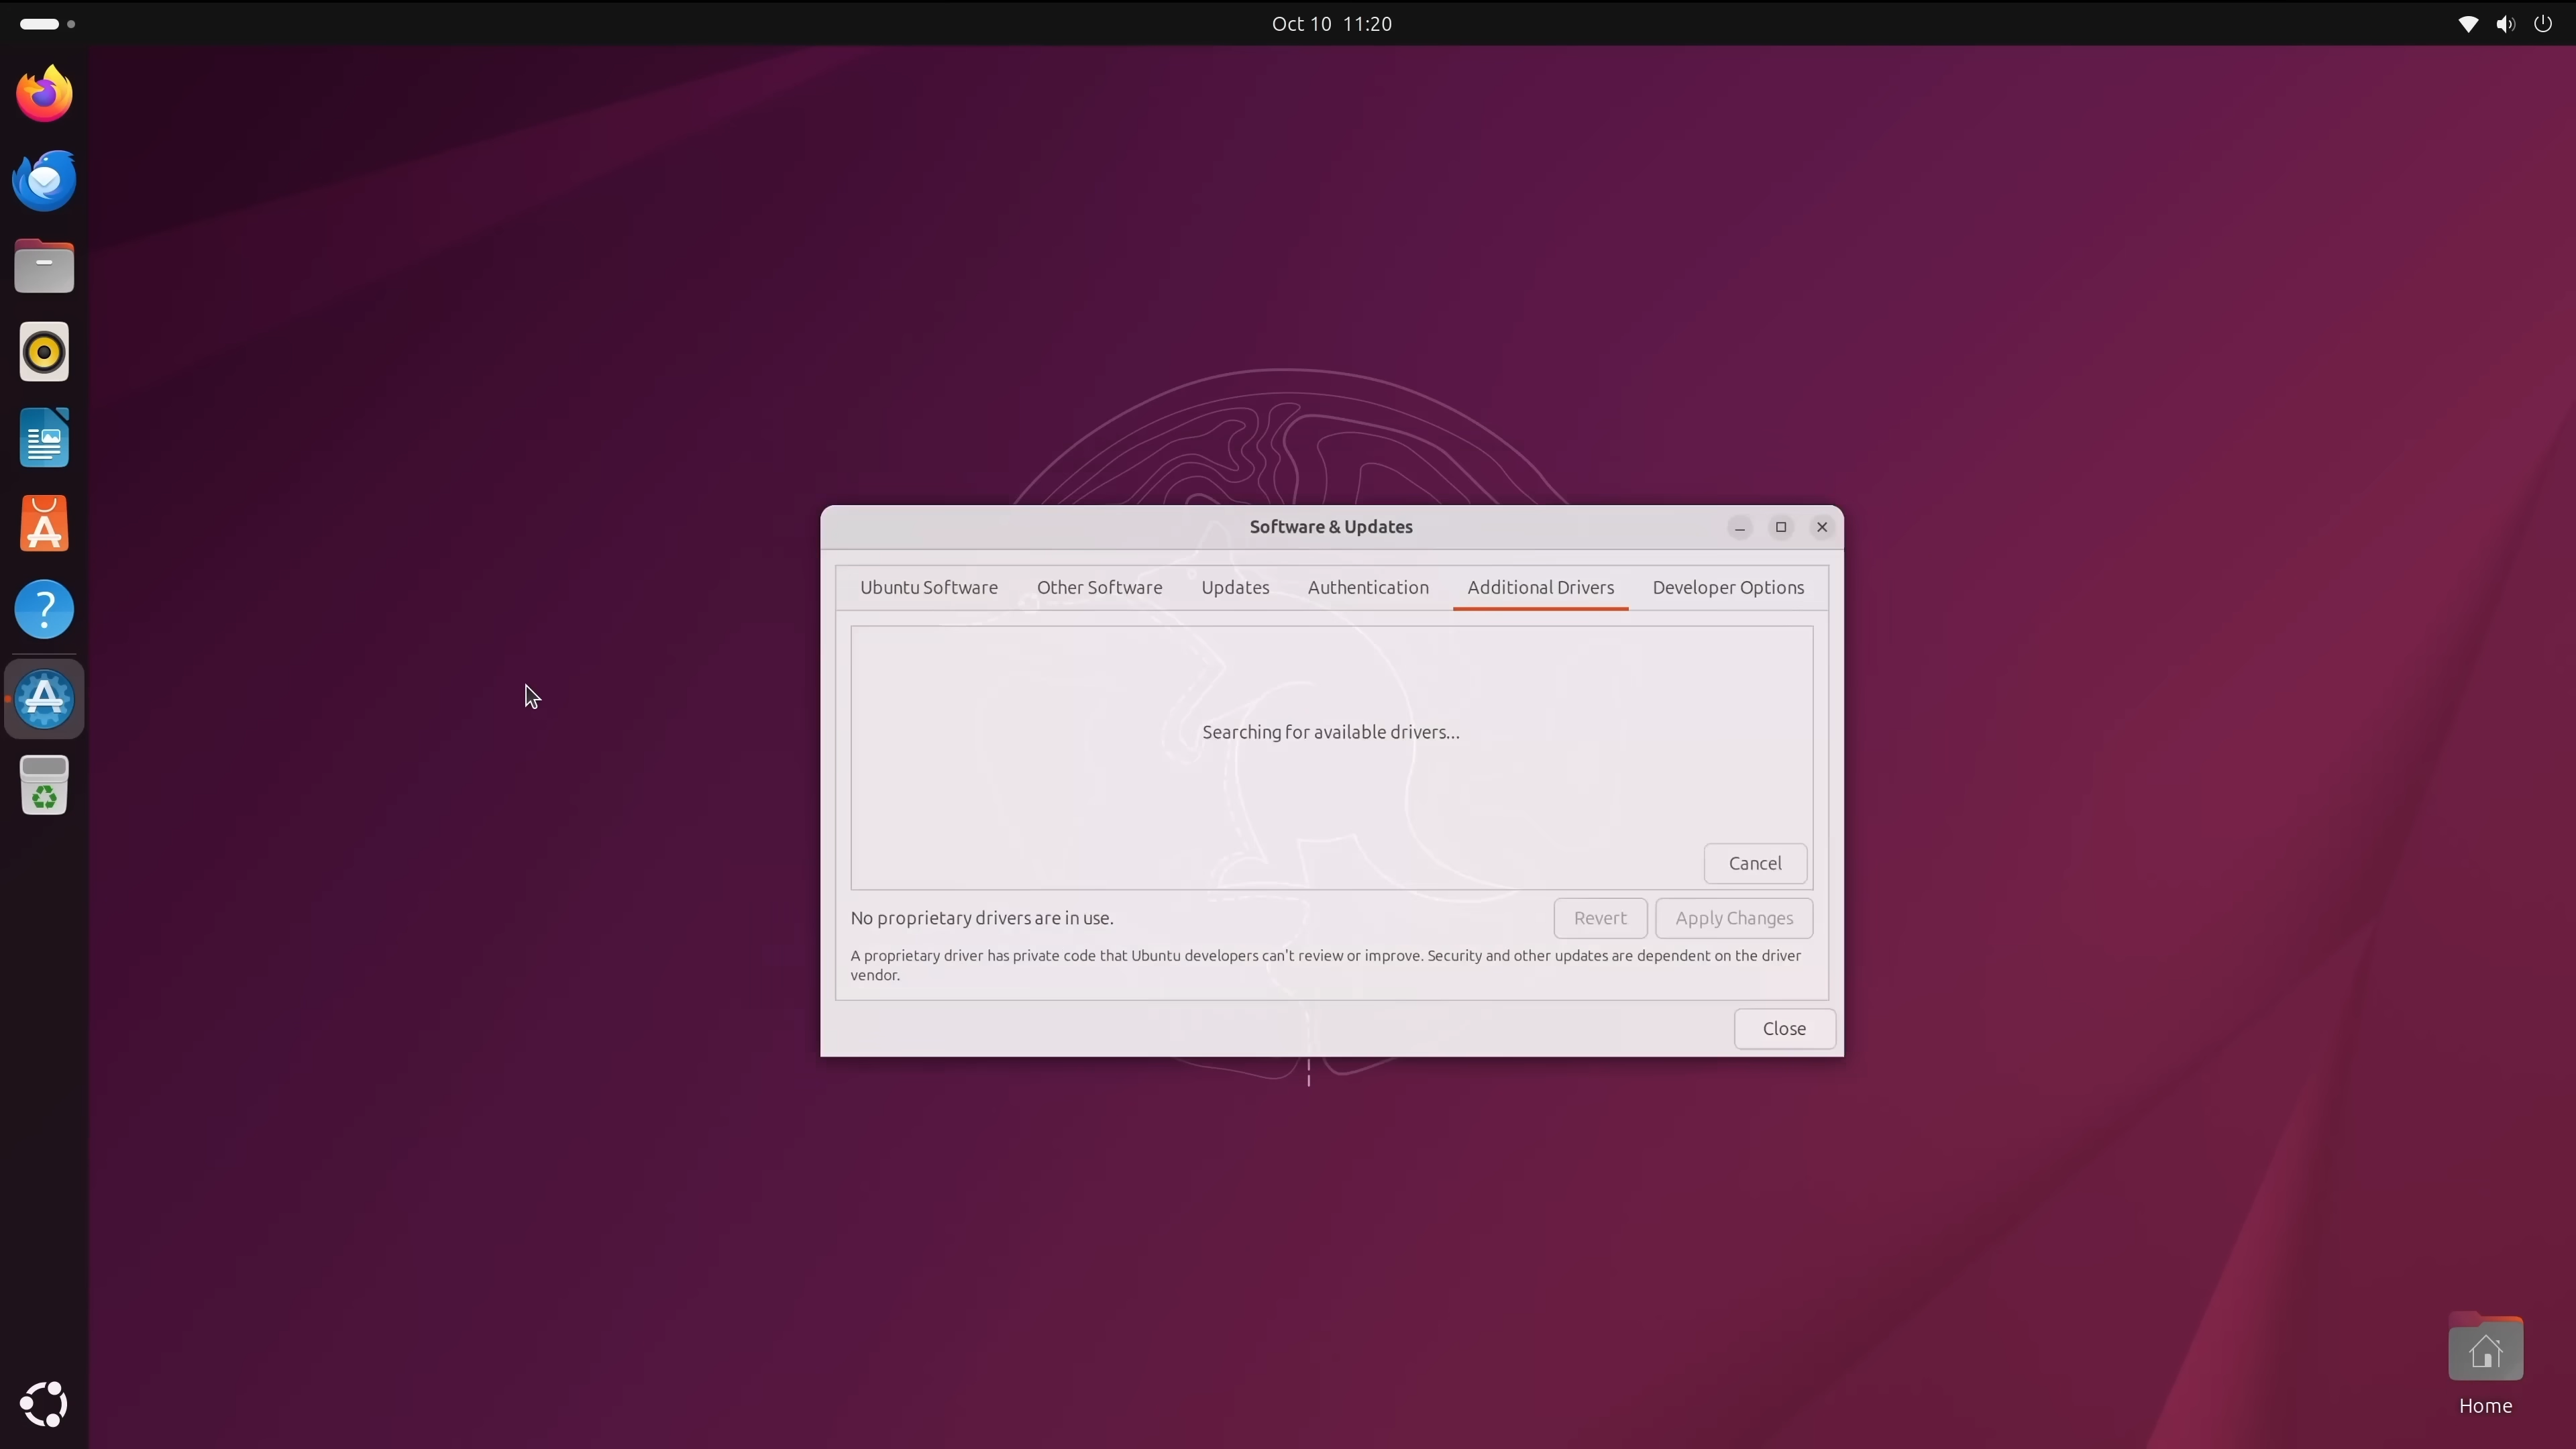 Oct 10 11:20
Software & Updates
Ubuntu Software
Other Software
Updates
Authentication
Additional Drivers
Developer Options
Searching for available drivers...
Cancel
No proprietary drivers are in use.
Revert
Apply Changes
A proprietary driver has private code that Ubuntu developers can't review or improve. Security and other updates are dependent on the driver
vendor.
Close
Home